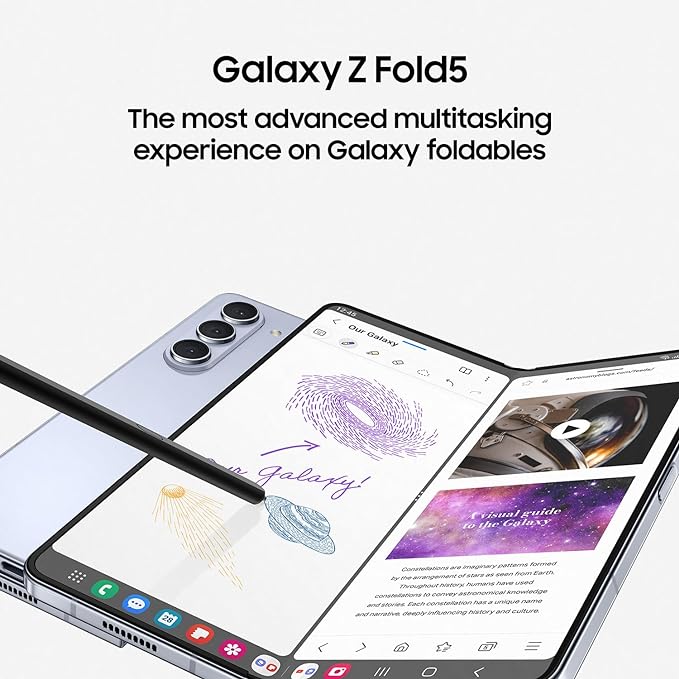 Galaxy Z Fold5
The most advanced multitasking
experience on Galaxy foldables
12:45
Our Galaxy
Our Galaxy!
28
astronomyblogs.com/feeds/
A visual guide
to the Galaxy
Constellations are imaginary patterns formed
by the arrangement of stars as seen from Earth.
Throughout history, humans have used
constellations to convey astronomical knowledge
and stories. Each constellation has a unique name
and narrative, deeply influencing history and culture.